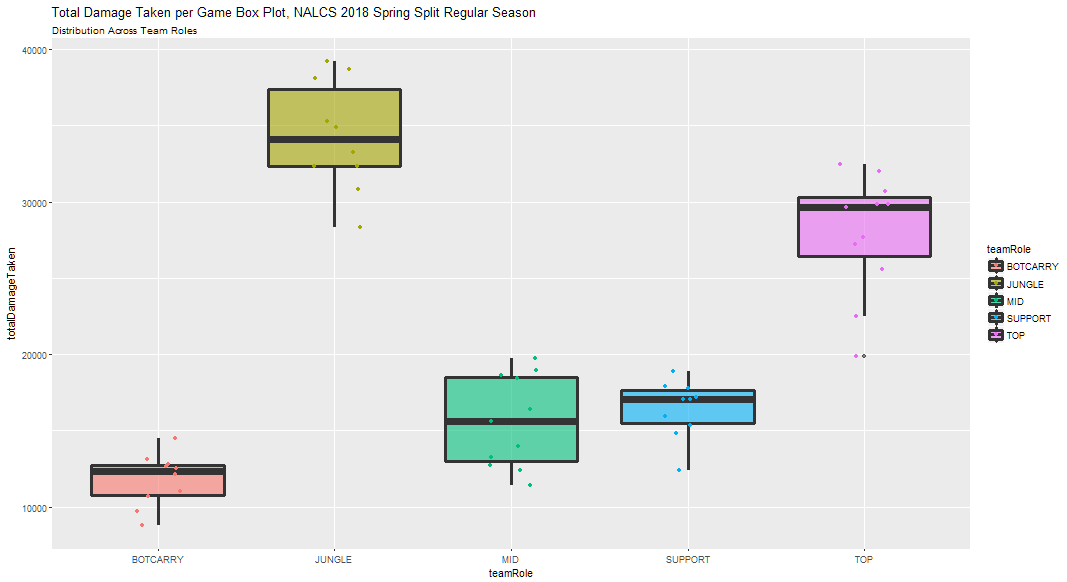 Total Damage Taken per Game Box Plot, NALCS 2018 Spring Split Regular Season
Distribution Across Team Roles
totalDamageTaken
40000
30000
20000
10000
BOTCARRY
JUNGLE
MID
SUPPORT
TOP
teamRole
teamRole
BOTCARRY
JUNGLE
MID
SUPPORT
TOP